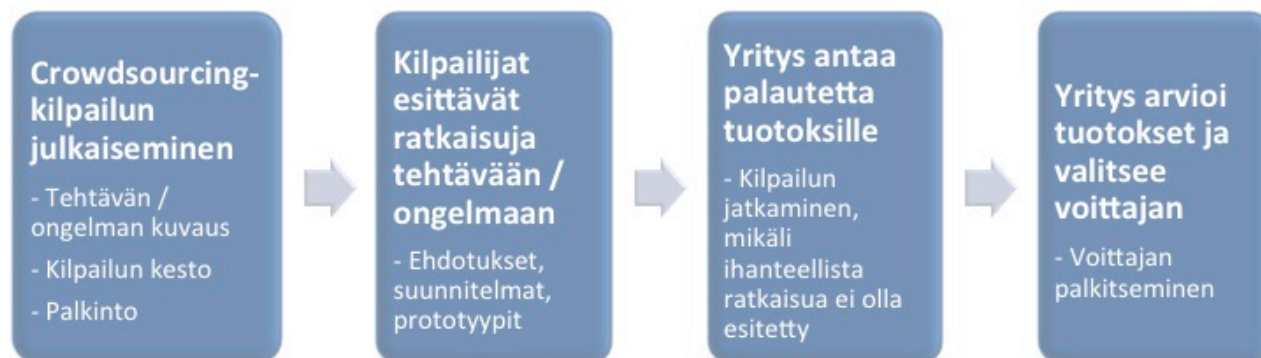 Crowdsourcing-
kilpailun
julkaiseminen
- Tehtävän /
ongelman kuvaus
- Kilpailun kesto
- Palkinto
Kilpailijat
esittävät
ratkaisuja
tehtävään /
ongelmaan
- Ehdotukset,
suunnitelmat,
prototyypit
Yritys antaa
palautetta
tuotoksille
- Kilpailun
jatkaminen,
mikäli
ihanteellista
ratkaisua ei olla
esitetty
Yritys arvioi
tuotokset ja
valitsee
voittajan
- Voittajan
palkitseminen